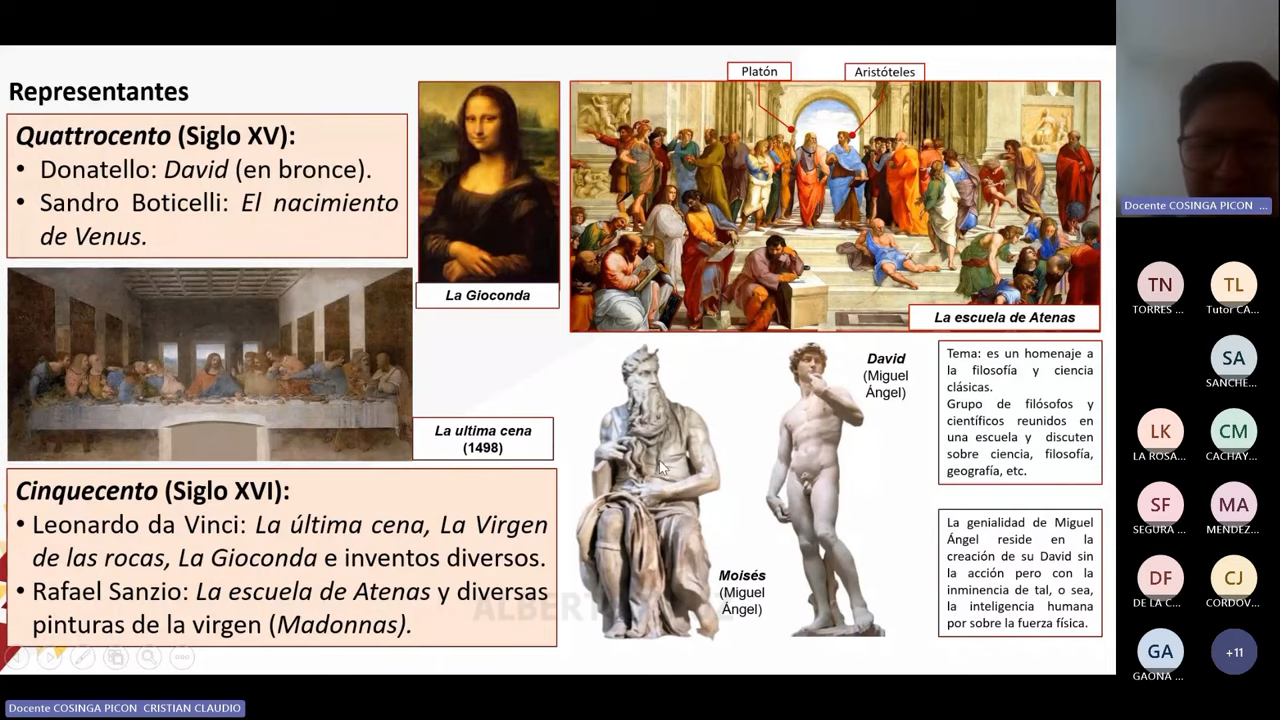 Representantes
Quattrocento (Siglo XV):
• Donatello: David (en bronce).
• Sandro Boticelli: El nacimiento
de Venus.
La Gioconda
Platón
Aristóteles
La escuela de Atenas
La ultima cena
(1498)
Cinquecento (Siglo XVI):
• Leonardo da Vinci: La última cena, La Virgen
de las rocas, La Gioconda e inventos diversos.
• Rafael Sanzio: La escuela de Atenas y diversas
pinturas de la virgen (Madonnas).
Moisés
(Miguel
Ángel)
David
(Miguel
Ángel)
Tema: es un homenaje a
la filosofía y ciencia
clásicas.
Grupo de filósofos y
científicos reunidos en
una escuela y discuten
sobre ciencia, filosofía,
geografía, etc.
La genialidad de Miguel
Ángel reside en la
creación de su David sin
la acción pero con la
inminencia de tal, o sea,
la inteligencia humana
por sobre la fuerza física.
Docente COSINGA PICON ...
TN
TORRES ...
TL
Tutor CA...
SA
SANCHE...
LK
LA ROSA...
CM
CACHAY...
SF
SEGURA ...
MA
MENDEZ...
DF
DE LA C...
CJ
CORDOV...
GA
GAONA ...
+11
Docente COSINGA PICON CRISTIAN CLAUDIO